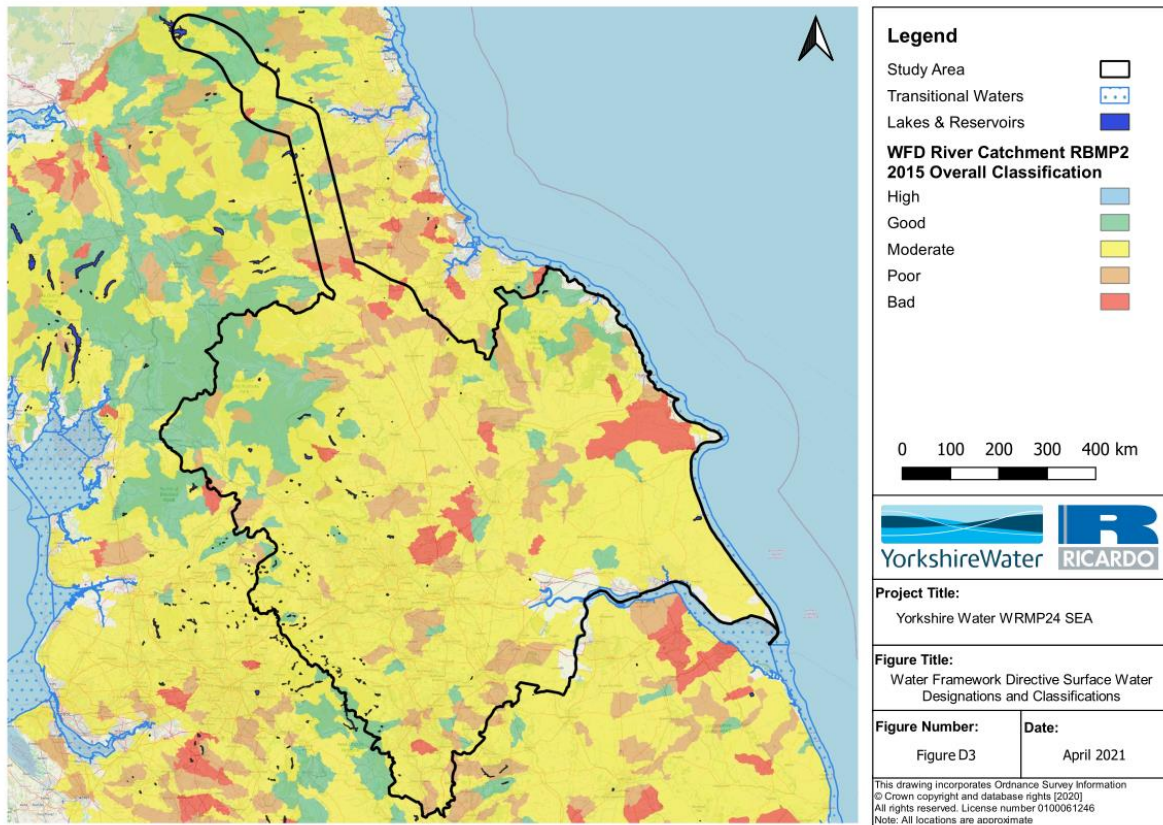 Legend
Study Area
Transitional Waters
Lakes & Reservoirs
WFD River Catchment RBMP2
2015 Overall Classification
High
Good
Moderate
Poor
Bad
0 100 200 300 400 km
YorkshireWater
R
RICARDO
Project Title:
Yorkshire Water WRMP24 SEA
Figure Title:
Water Framework Directive Surface Water
Designations and Classifications
Figure Number:
Figure D3
Date:
April 2021
This drawing incorporates Ordnance Survey Information
© Crown copyright and database rights [2020]
All rights reserved. License number 0100061246
Note: All locations are approximate